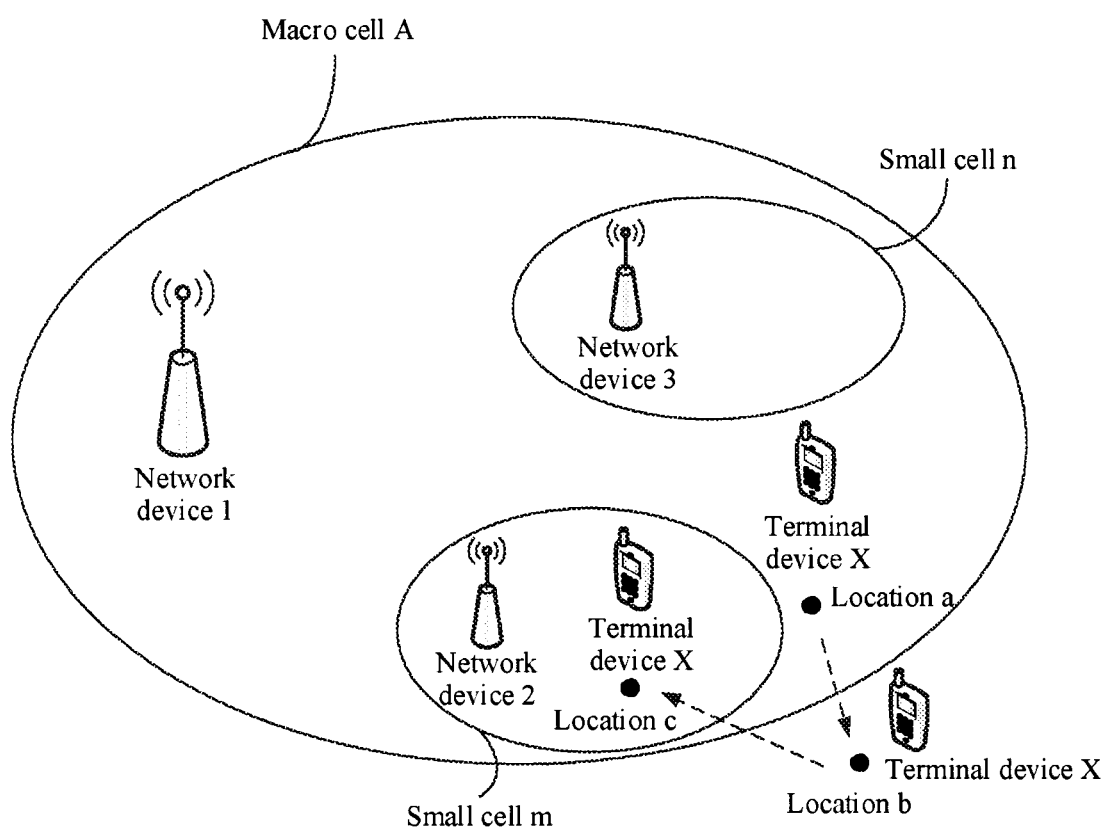 Macro cell A
Small cell n
Network
device 3
Network
device 1
Terminal
device X
Location a
Terminal
device X
Network
device 2
Location c
Terminal device X
Location b
Small cell m